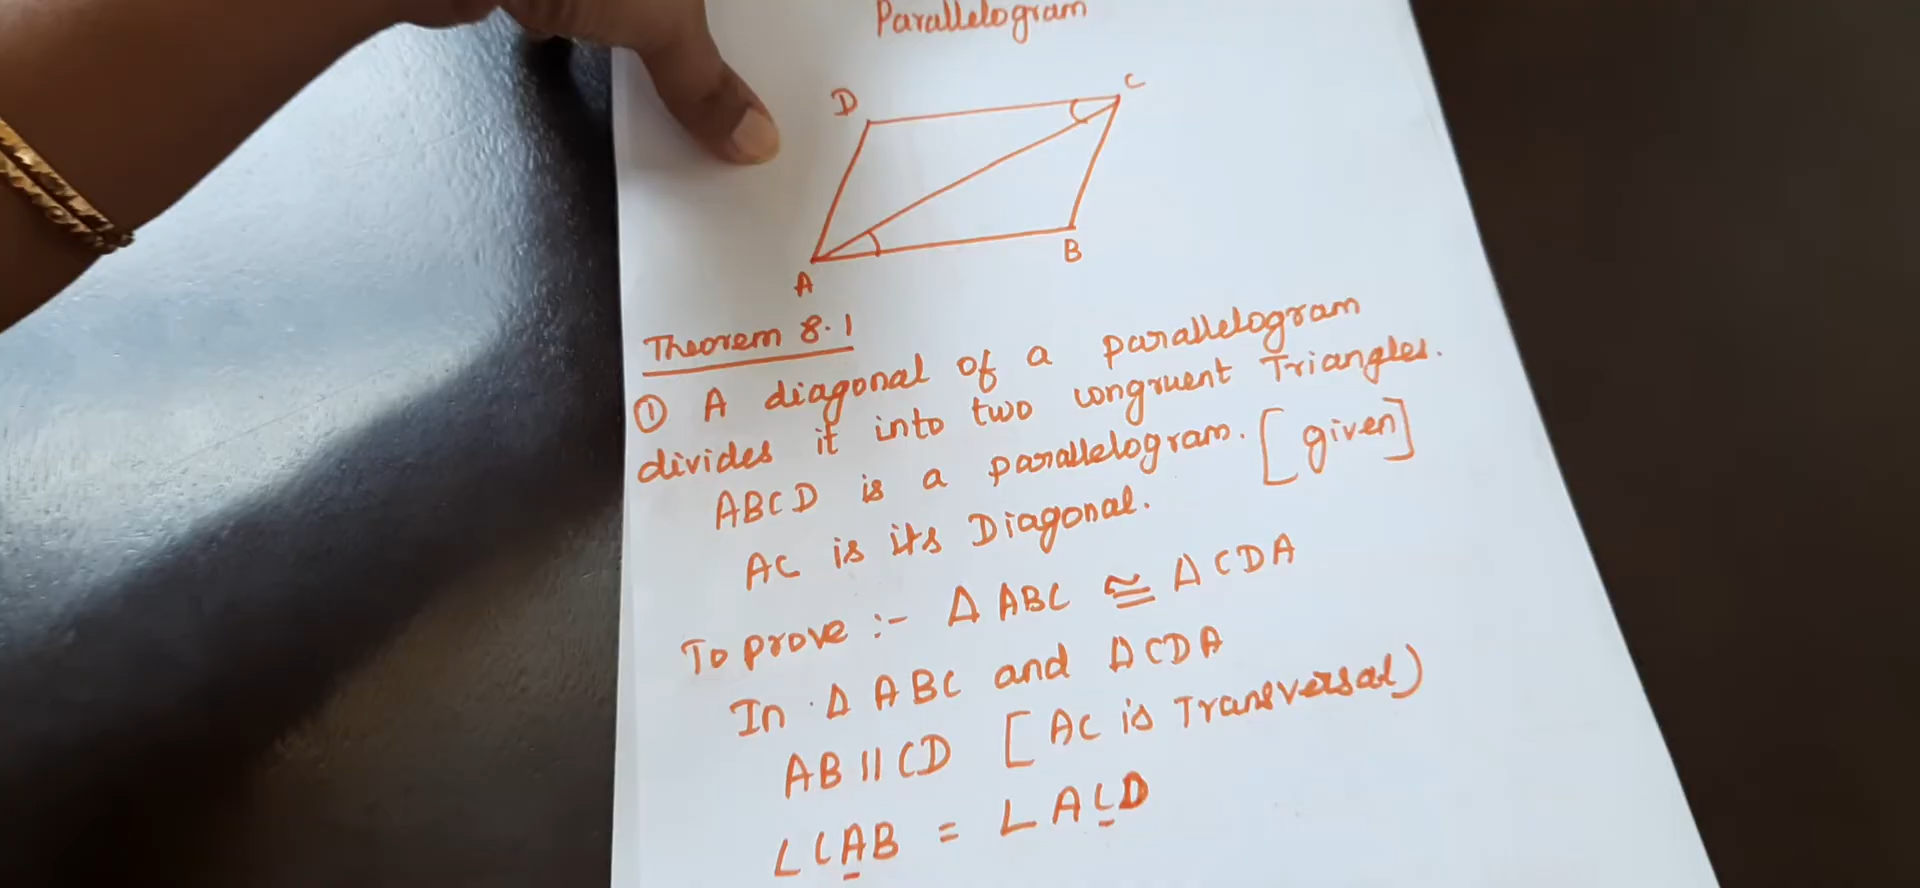 Parallelogram
D
C
A
B
Theorem 8.1
① A diagonal of a parallelogram
divides it into two congruent Triangles.
ABCD is a parallelogram. [given]
AC is its Diagonal.
To prove :- Δ ABC ≅ Δ CDA
In Δ ABC and Δ CDA
AB || CD [AC is Transversal)
∠CAB = ∠ACD